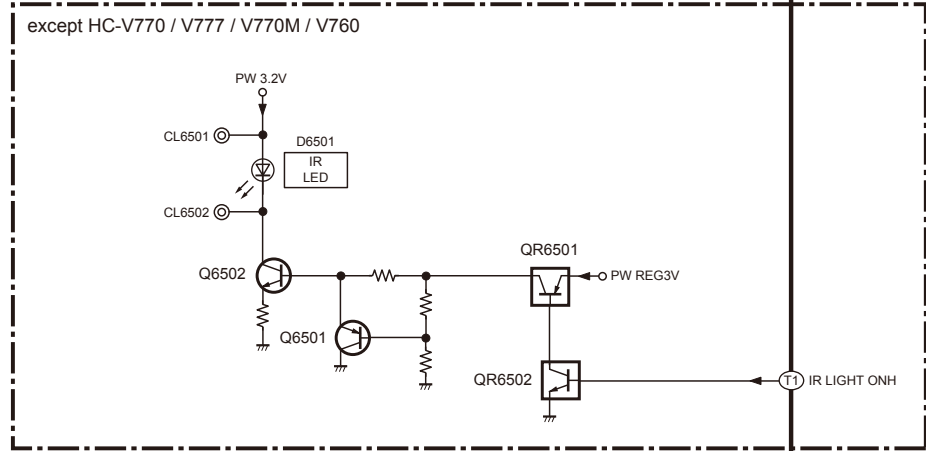 except HC-V770 / V777 / V770M / V760
PW 3.2V
CL6501
D6501
IR
LED
CL6502
Q6502
QR6501
PW REG3V
Q6501
QR6502
T1 IR LIGHT ONH